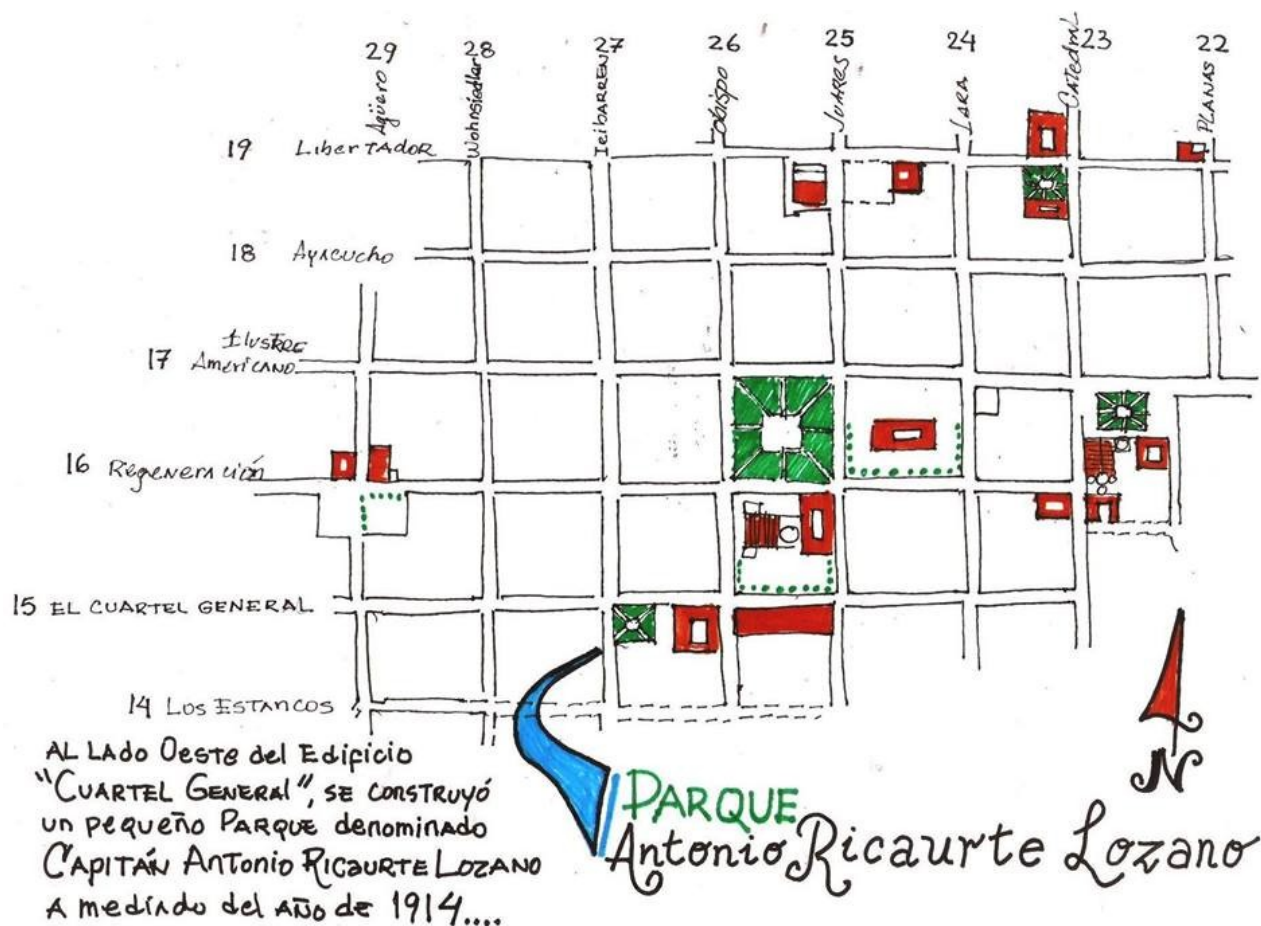 29 28 27 26 25 24 23 22
Agüero Wohnsiedler Iribarren Obispo Juares Lara Catedral PLANAS
19 Libertador
18 Ayacucho
Ilustre
17 Americano
16 Regeneración
15 EL CUARTEL GENERAL
14 LOS ESTANCOS
N
AL LAdo Oeste del Edificio
"CUARTEL GENERAL", SE CONSTRUYÓ
un pequeño PARQUE denominado
CAPITÁN Antonio RICAURTE LOZANO
A mediado del AÑO de 1914....
PARQUE
Antonio Ricaurte Lozano